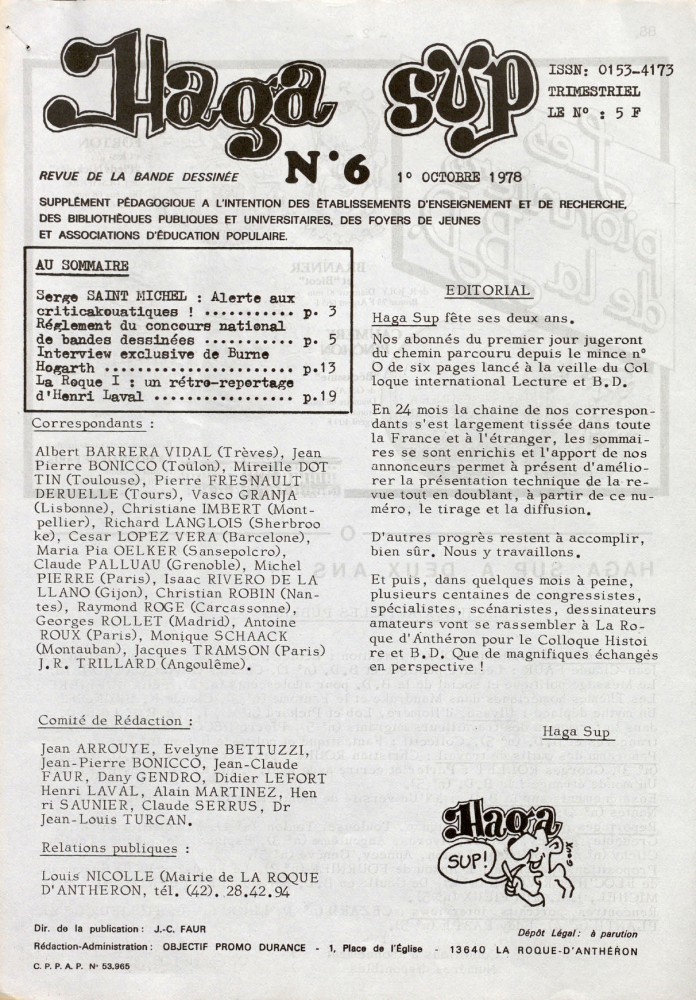 Haga Sup
ISSN: 0153-4173
TRIMESTRIEL
LE N° : 5 F
REVUE DE LA BANDE DESSINÉE
N°6
1° OCTOBRE 1978
SUPPLÉMENT PÉDAGOGIQUE A L'INTENTION DES ÉTABLISSEMENTS D'ENSEIGNEMENT ET DE RECHERCHE,
DES BIBLIOTHÊQUES PUBLIQUES ET UNIVERSITAIRES, DES FOYERS DE JEUNES
ET ASSOCIATIONS D'ÉDUCATION POPULAIRE.
AU SOMMAIRE
Serge SAINT MICHEL : Alerte aux
criticakouatiques ! ........... p. 3
Réglement du concours national
de bandes dessinées ........... p. 5
Interview exclusive de Burne
Hogarth ....................... p.13
La Roque I : un rétro-reportage
d'Henri Laval ................. p.19
Correspondants :
Albert BARRERA VIDAL (Trèves), Jean
Pierre BONICCO (Toulon), Mireille DOT
TIN (Toulouse), Pierre FRESNAULT
DERUELLE (Tours), Vasco GRANJA
(Lisbonne), Christiane IMBERT (Mont-
pellier), Richard LANGLOIS (Sherbroo
ke), Cesar LOPEZ VERA (Barcelone),
Maria Pia OELKER (Sansepolcro),
Claude PALLUAU (Grenoble), Michel
PIERRE (Paris), Isaac RIVERO DE LA
LLANO (Gijon), Christian ROBIN (Nan-
tes), Raymond ROGE (Carcassonne),
Georges ROLLET (Madrid), Antoine
ROUX (Paris), Monique SCHAACK
(Montauban), Jacques TRAMSON (Paris)
J.R. TRILLARD (Angoulême).
Comité de Rédaction :
Jean ARROUYE, Evelyne BETTUZZI,
Jean-Pierre BONICCO, Jean-Claude
FAUR, Dany GENDRO, Didier LEFORT
Henri LAVAL, Alain MARTINEZ, Hen
ri SAUNIER, Claude SERRUS, Dr
Jean-Louis TURCAN.
Relations publiques :
Louis NICOLLE (Mairie de LA ROQUE
D'ANTHERON, tél. (42). 28.42.94
EDITORIAL
Haga Sup fête ses deux ans.
Nos abonnés du premier jour jugeront
du chemin parcouru depuis le mince n°
O de six pages lancé à la veille du Col
loque international Lecture et B.D.
En 24 mois la chaine de nos correspon-
dants s'est largement tissée dans toute
la France et à l'étranger, les sommai-
res se sont enrichis et l'apport de nos
annonceurs permet à présent d'amélio-
rer la présentation technique de la re-
vue tout en doublant, à partir de ce nu-
méro, le tirage et la diffusion.
D'autres progrès restent à accomplir,
bien sûr. Nous y travaillons.
Et puis, dans quelques mois à peine,
plusieurs centaines de congressistes,
spécialistes, scénaristes, dessinateurs
amateurs vont se rassembler à La Ro-
que d'Anthéron pour le Colloque Histoi
re et B.D. Que de magnifiques échanges
en perspective !
Haga Sup
Haga
SUP!
Dir. de la publication : J.-C. FAUR
Dépôt Légal : à parution
Rédaction-Administration : OBJECTIF PROMO DURANCE - 1, Place de l'Église - 13640 LA ROQUE-D'ANTHÉRON
C. P. P. A. P. N° 53.965